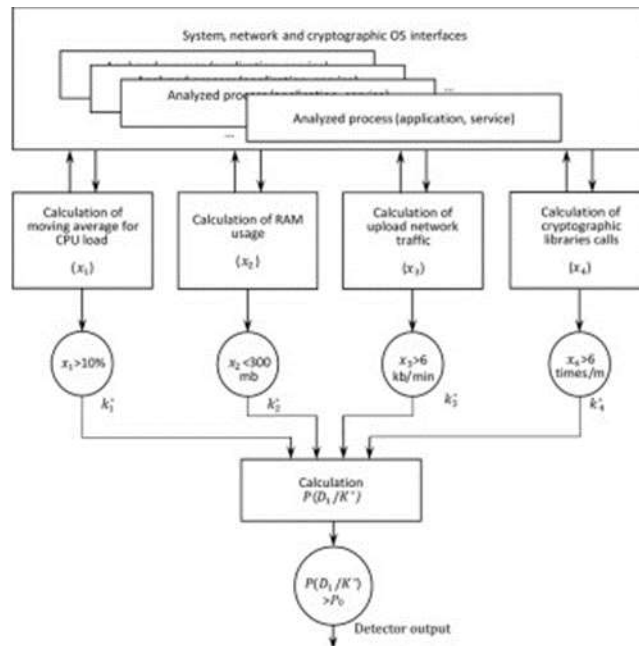 System, network and cryptographic OS interfaces
Analyzed process (application, service)
...
Analyzed process (application, service)
...
Calculation of
moving average for
CPU load
(x₁)
Calculation of RAM
usage
(x₂)
Calculation of
upload network
traffic
(x₃)
Calculation of
cryptographic
libraries calls
(x₄)
x₁>10%
x₂<300
mb
x₃>6
kb/min
x₄>6
times/m
k₁*
k₂*
k₃*
k₄*
Calculation
P(D₁/K*)
P(D₁/K*)
>P₀
Detector output